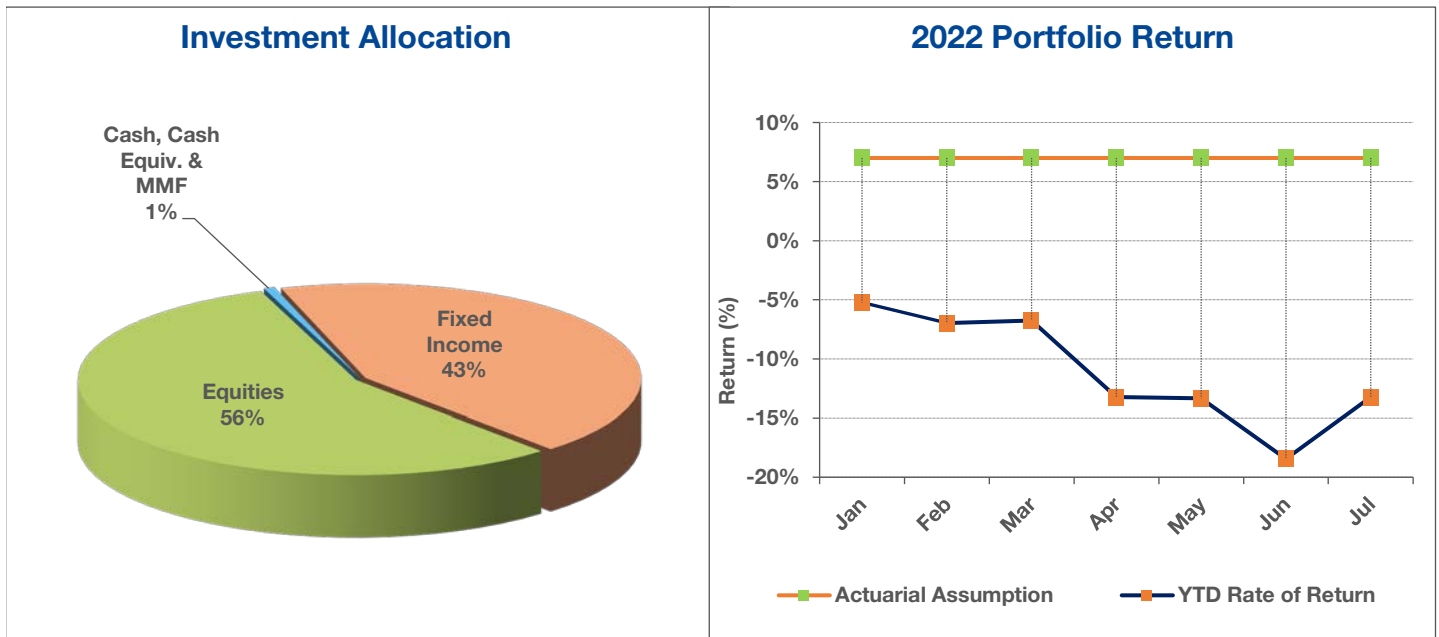 Investment Allocation
Cash, Cash
Equiv. &
MMF
1%
Fixed
Income
43%
Equities
56%
2022 Portfolio Return
Return (%)
10%
5%
0%
-5%
-10%
-15%
-20%
Jan
Feb
Mar
Apr
May
Jun
Jul
Actuarial Assumption
YTD Rate of Return